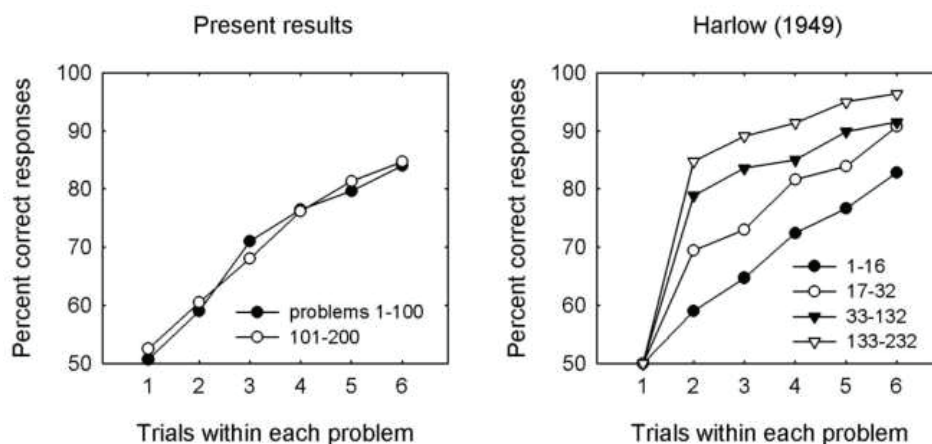 Present results
Percent correct responses
100
90
80
70
60
50
problems 1-100
101-200
1 2 3 4 5 6
Trials within each problem
Harlow (1949)
Percent correct responses
100
90
80
70
60
50
1-16
17-32
33-132
133-232
1 2 3 4 5 6
Trials within each problem